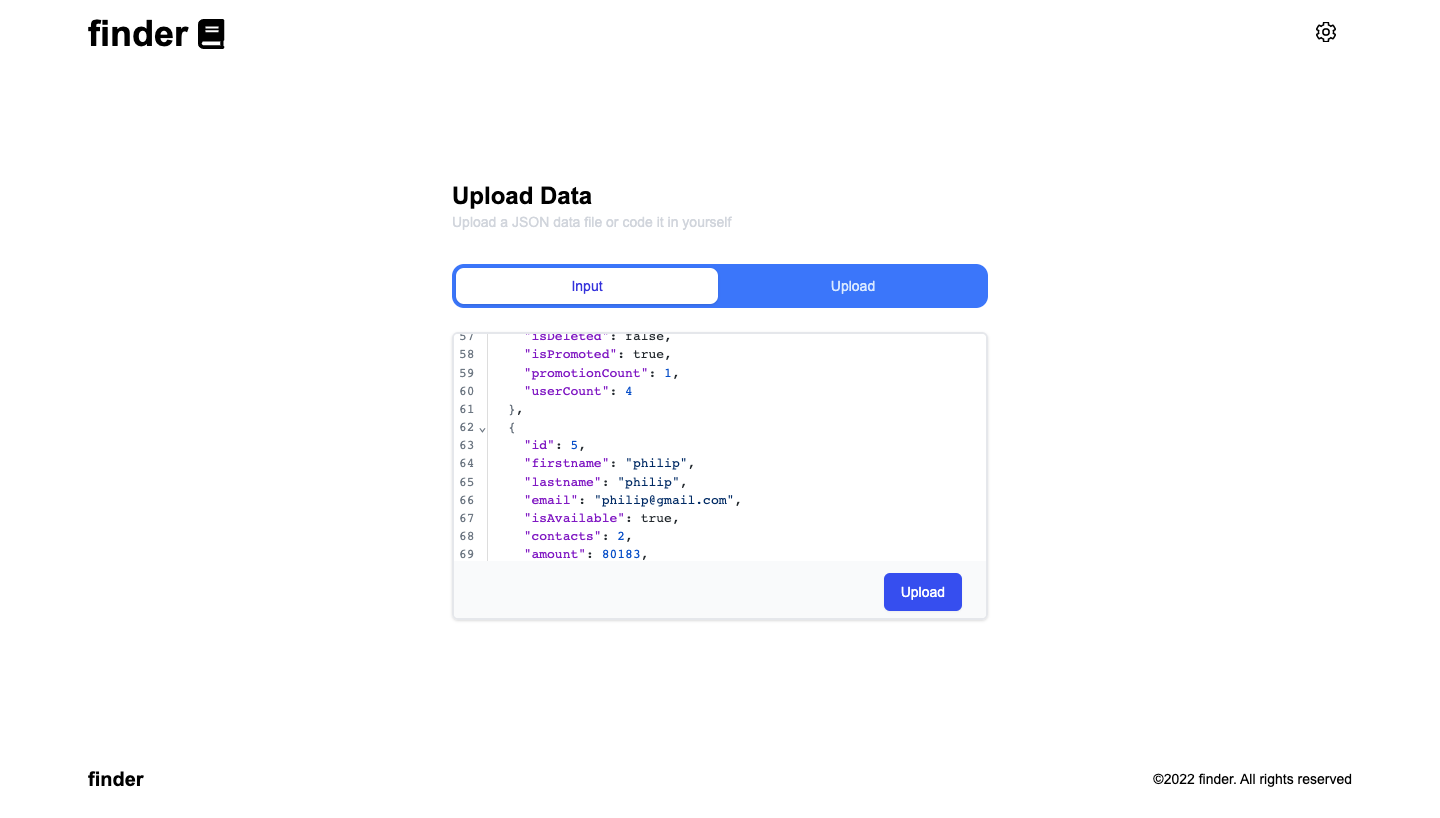 finder
Upload Data
Upload a JSON data file or code it in yourself
Input Upload
57 "isDeleted": false,
58 "isPromoted": true,
59 "promotionCount": 1,
60 "userCount": 4
61 },
62 {
63 "id": 5,
64 "firstname": "philip",
65 "lastname": "philip",
66 "email": "philip@gmail.com",
67 "isAvailable": true,
68 "contacts": 2,
69 "amount": 80183,
Upload
finder
©2022 finder. All rights reserved